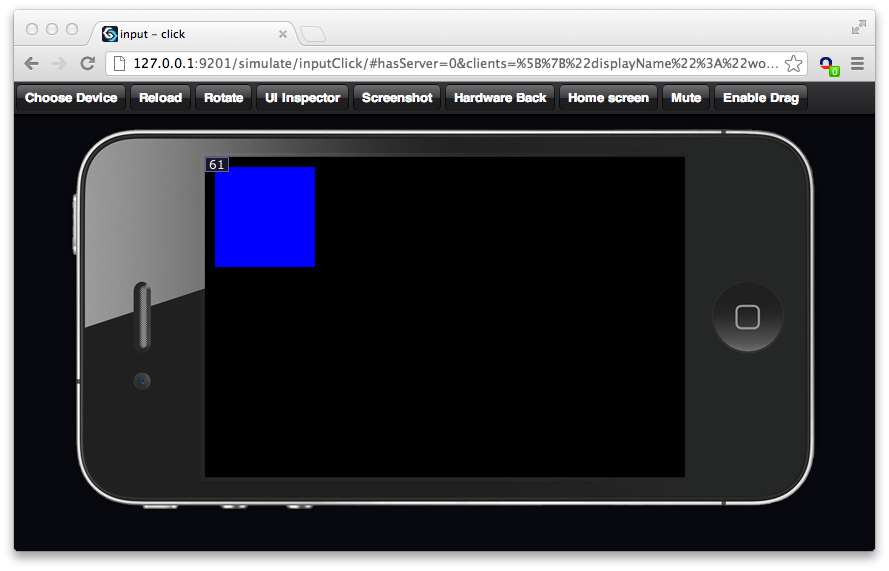 input – click
127.0.0.1:9201/simulate/inputClick/#hasServer=0&clients=%5B%7B%22displayName%22%3A%22wo...
0
Choose Device Reload Rotate UI Inspector Screenshot Hardware Back Home screen Mute Enable Drag
61